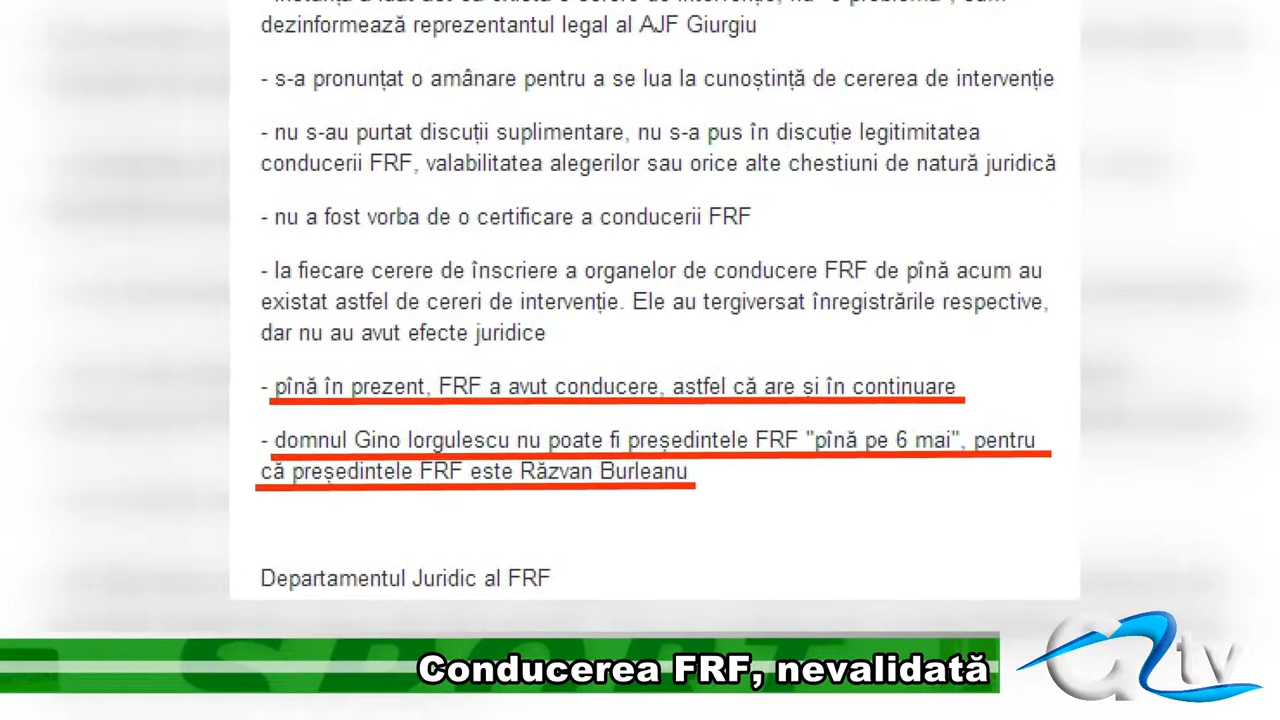 dezinformează reprezentantul legal al AJF Giurgiu
- s-a pronunțat o amânare pentru a se lua la cunoștință de cererea de intervenție
- nu s-au purtat discuții suplimentare, nu s-a pus în discuție legitimitatea
conducerii FRF, valabilitatea alegerilor sau orice alte chestiuni de natură juridică
- nu a fost vorba de o certificare a conducerii FRF
- la fiecare cerere de înscriere a organelor de conducere FRF de pînă acum au
existat astfel de cereri de intervenție. Ele au tergiversat înregistrările respective,
dar nu au avut efecte juridice
- pînă în prezent, FRF a avut conducere, astfel că are și în continuare
- domnul Gino Iorgulescu nu poate fi președintele FRF "pînă pe 6 mai", pentru
că președintele FRF este Răzvan Burleanu
Departamentul Juridic al FRF
SPORT
Conducerea FRF, nevalidată
a2tv